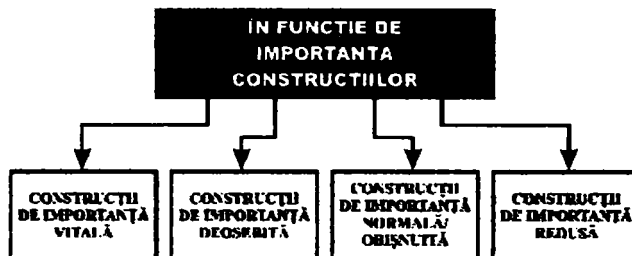 IN FUNCTIE DE
IMPORTANTA
CONSTRUCTIILOR
CONSTRUCȚII
DE IMPORTANȚĂ
VITALĂ
CONSTRUCȚII
DE IMPORTANȚĂ
DEOSEBITĂ
CONSTRUCȚII
DE IMPORTANȚĂ
NORMALĂ/
OBIȘNUITĂ
CONSTRUCȚII
DE IMPORTANȚĂ
REDUSĂ